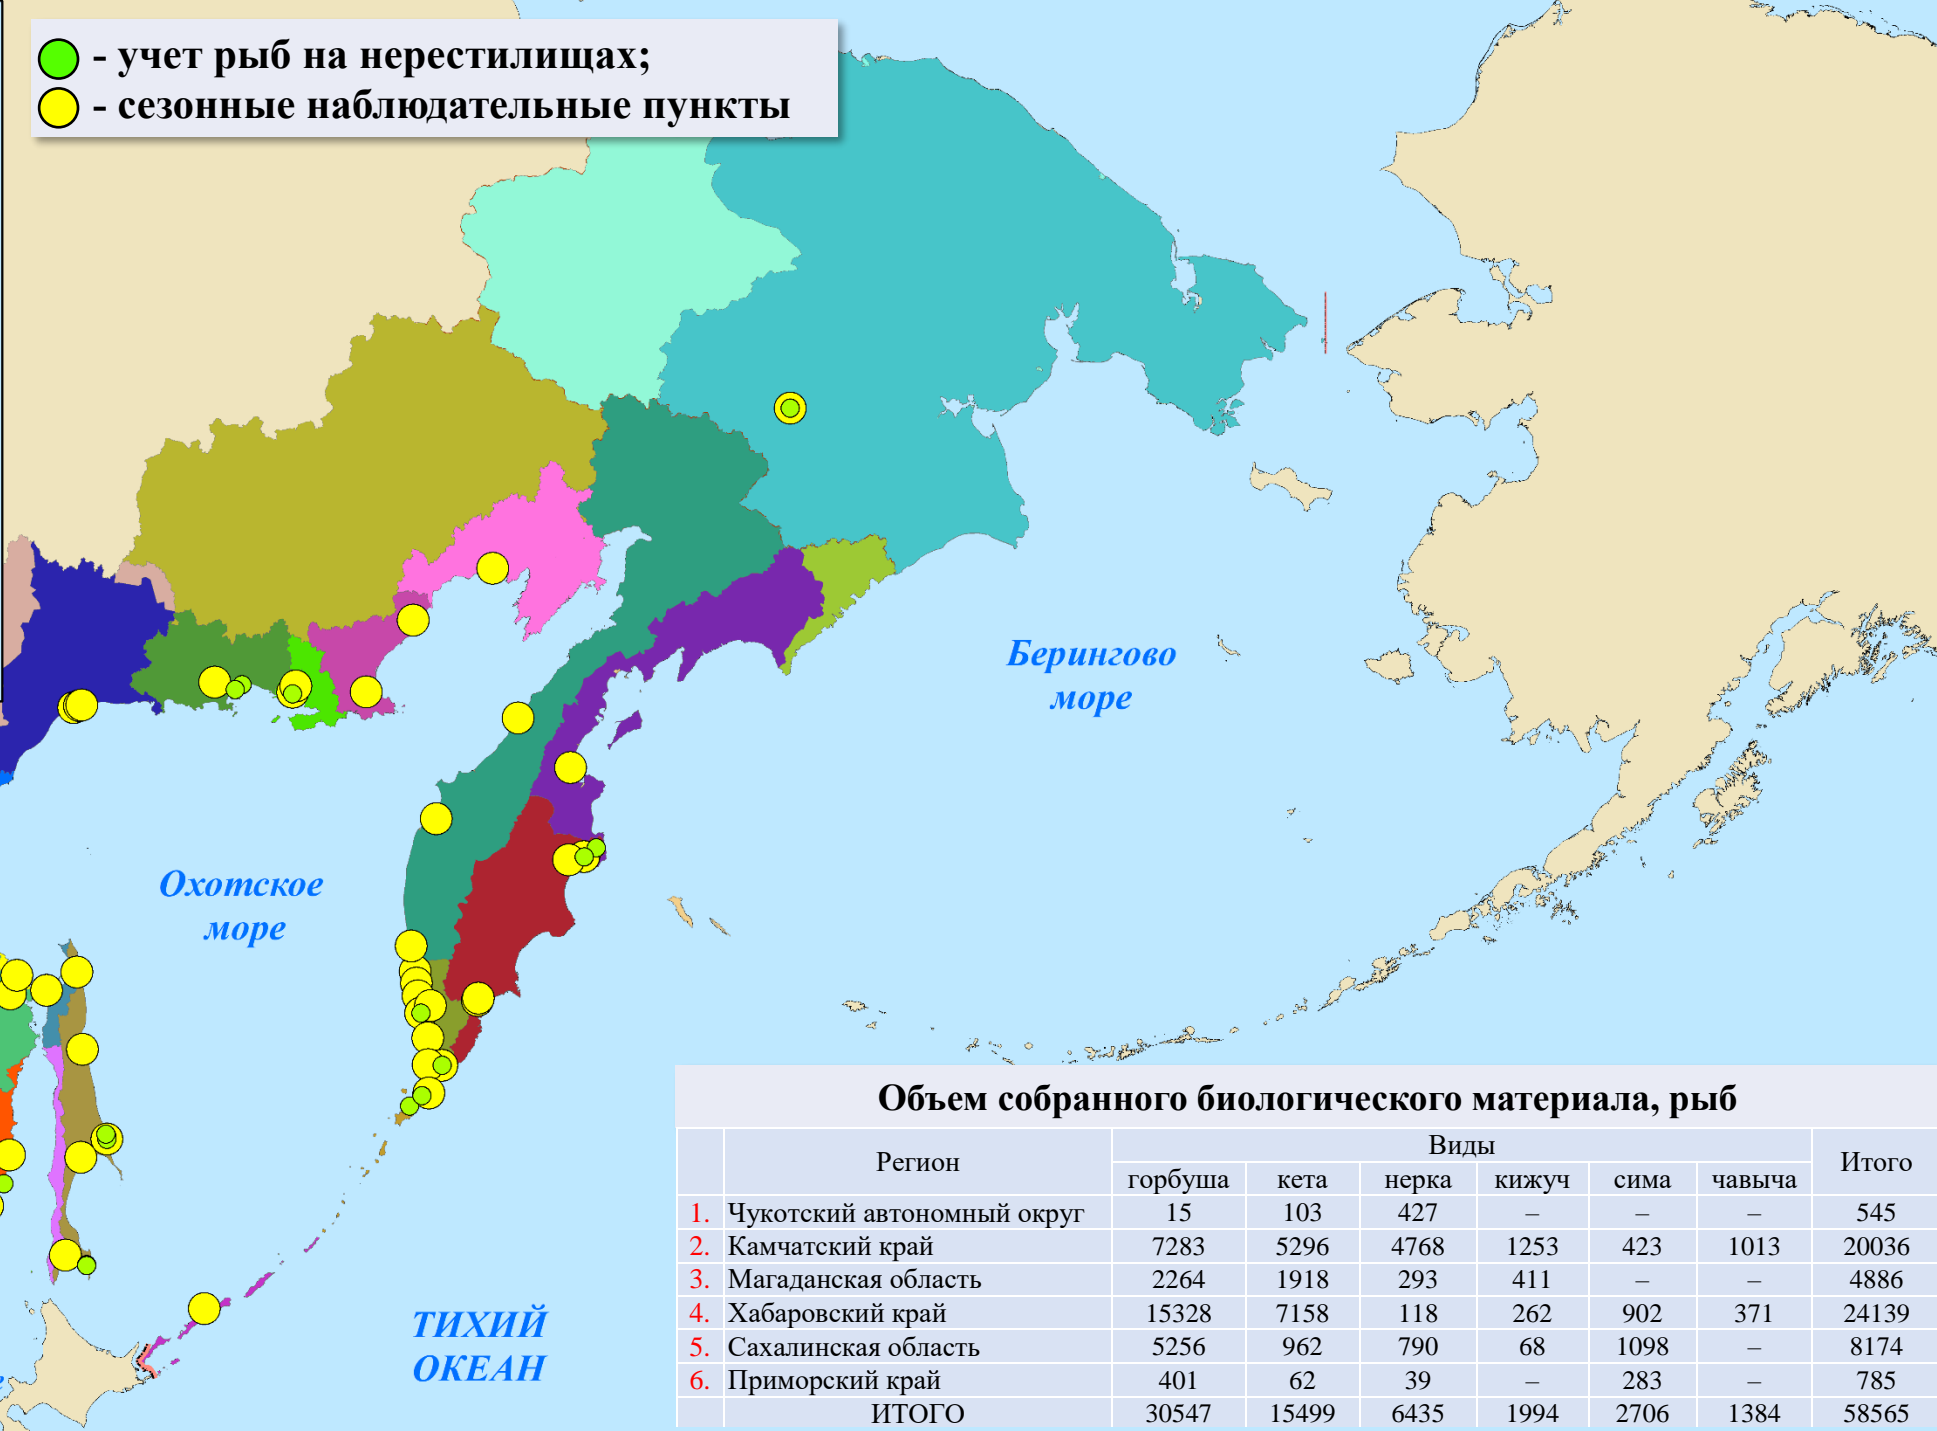 - учет рыб на нерестилищах;
- сезонные наблюдательные пункты
Берингово
море
Охотское
море
ТИХИЙ
ОКЕАН
Объем собранного биологического материала, рыб
Регион Виды Итого
горбуша кета нерка кижуч сима чавыча
1. Чукотский автономный округ 15 103 427 – – – 545
2. Камчатский край 7283 5296 4768 1253 423 1013 20036
3. Магаданская область 2264 1918 293 411 – – 4886
4. Хабаровский край 15328 7158 118 262 902 371 24139
5. Сахалинская область 5256 962 790 68 1098 – 8174
6. Приморский край 401 62 39 – 283 – 785
ИТОГО 30547 15499 6435 1994 2706 1384 58565